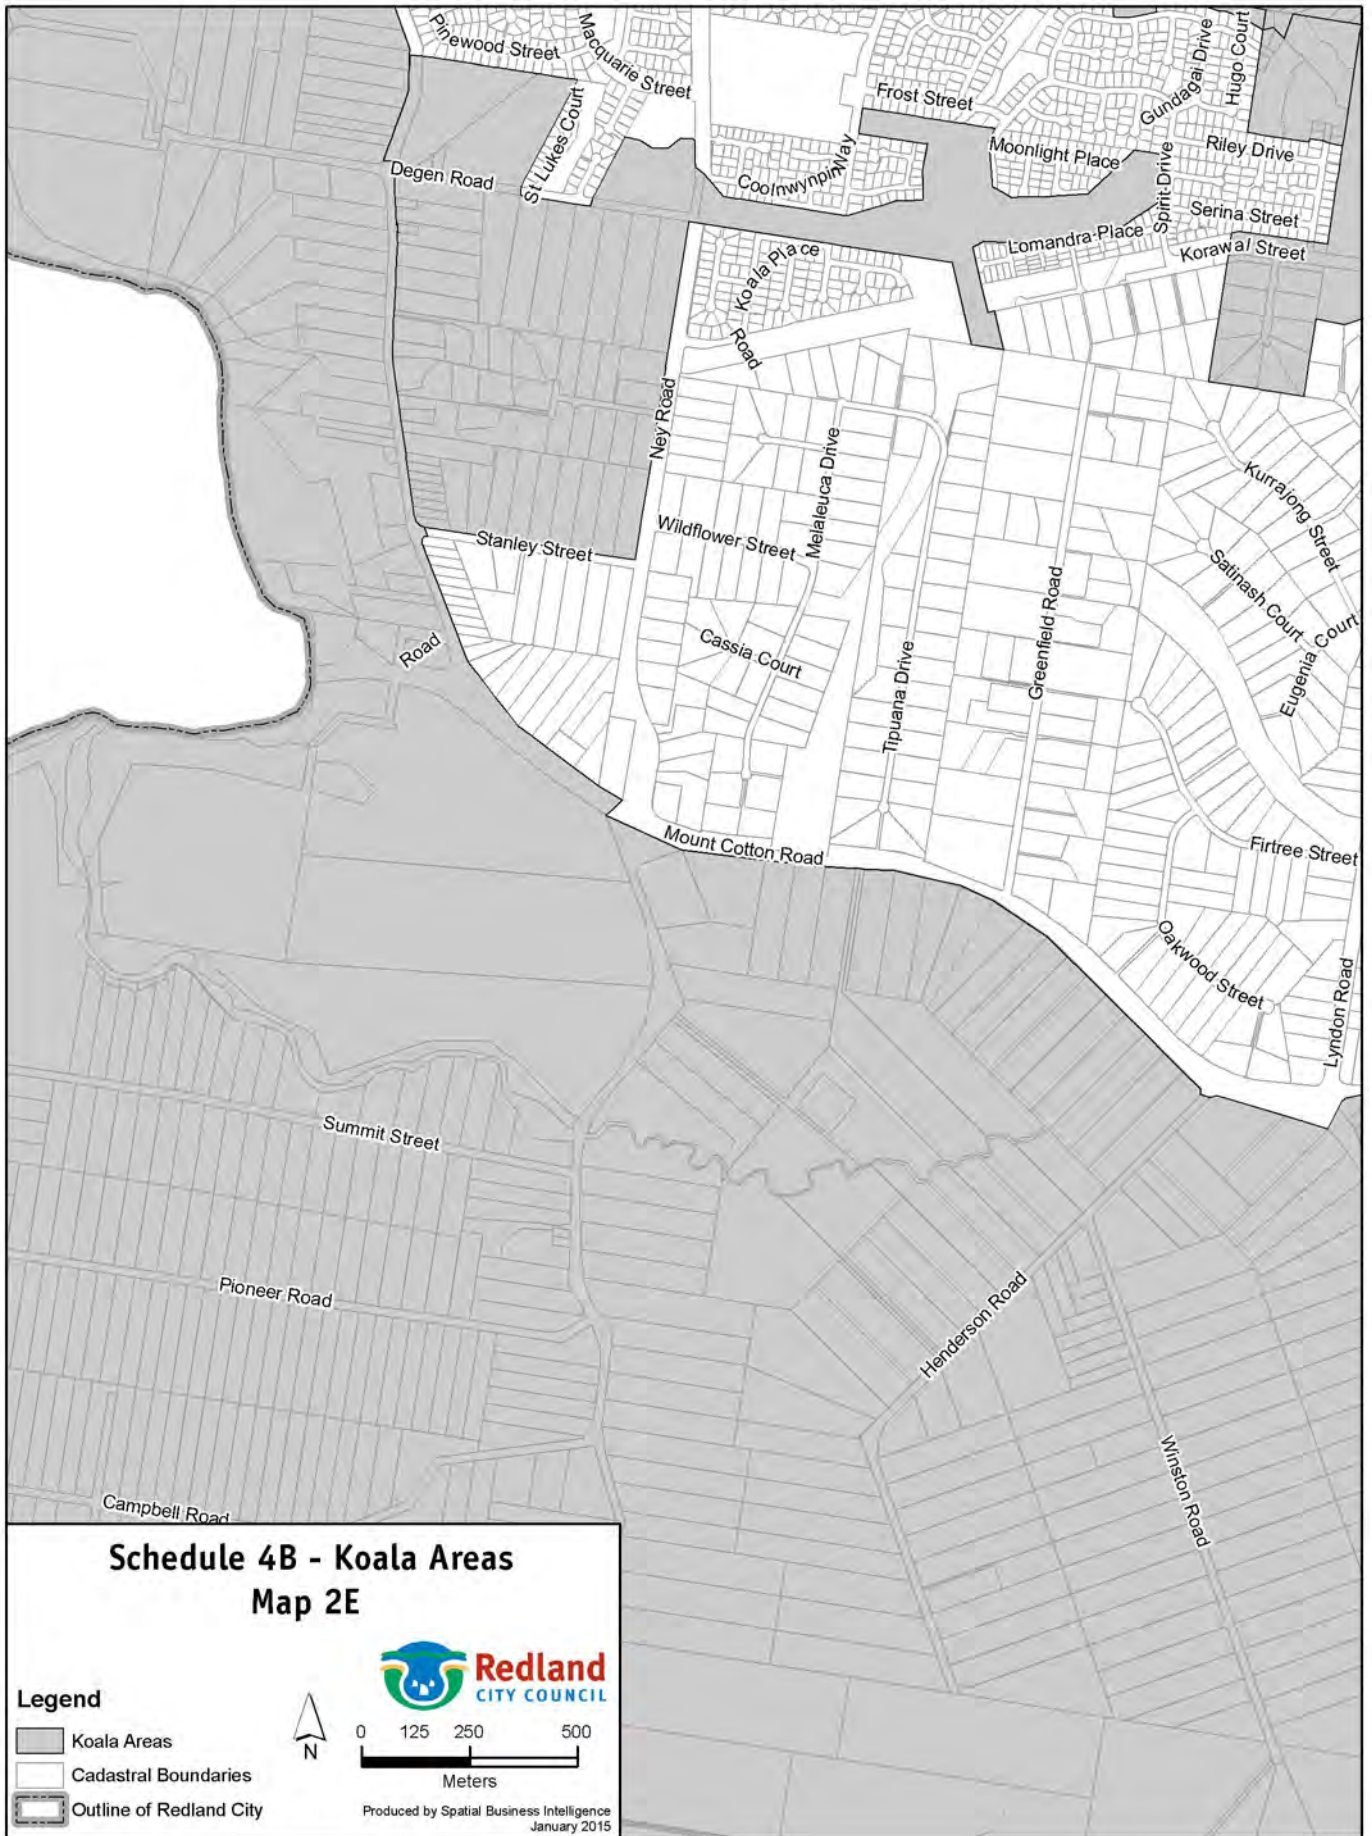 Pinewood Street
Macquarie Street
Frost Street
Gundagai Drive
Hugo Court
St Lukes Court
Degen Road
Coolnwynpin Way
Moonlight Place
Riley Drive
Spirit Drive
Serina Street
Lomandra Place
Korawal Street
Koala Place
Road
Ney Road
Melaleuca Drive
Kurrajong Street
Stanley Street
Wildflower Street
Satinash Court
Greenfield Road
Eugenia Court
Road
Cassia Court
Tipuana Drive
Mount Cotton Road
Firtree Street
Oakwood Street
Lyndon Road
Summit Street
Pioneer Road
Henderson Road
Winston Road
Campbell Road
Schedule 4B - Koala Areas
Map 2E
Redland
CITY COUNCIL
Legend
Koala Areas
Cadastral Boundaries
Outline of Redland City
N
0 125 250 500
Meters
Produced by Spatial Business Intelligence
January 2015